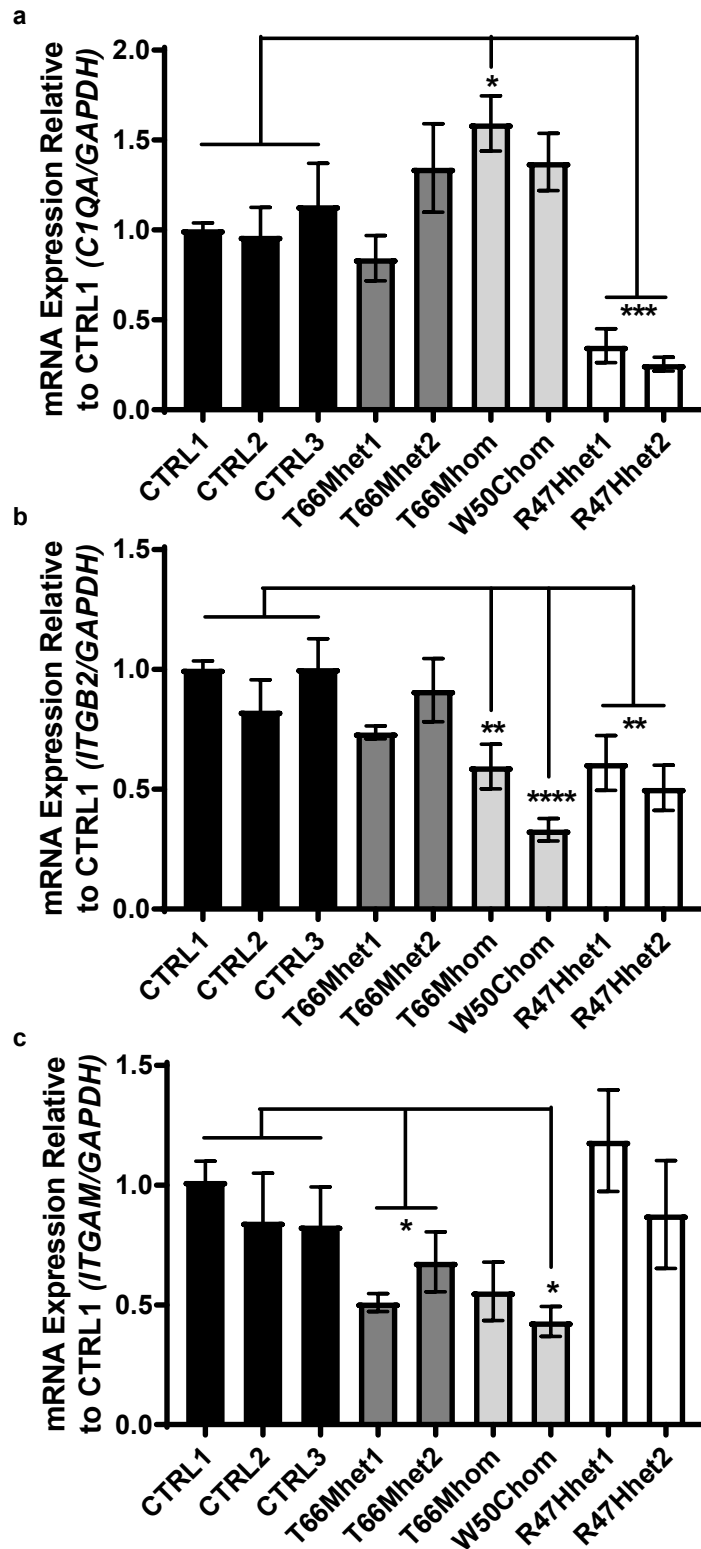 a
mRNA Expression Relative
to CTRL1 (C1QA/GAPDH)
2.0
1.5
1.0
0.5
0.0
*
***
CTRL1
CTRL2
CTRL3
T66Mhet1
T66Mhet2
T66Mhom
W50Chom
R47Hhet1
R47Hhet2
b
mRNA Expression Relative
to CTRL1 (ITGB2/GAPDH)
1.5
1.0
0.5
0.0
**
****
**
CTRL1
CTRL2
CTRL3
T66Mhet1
T66Mhet2
T66Mhom
W50Chom
R47Hhet1
R47Hhet2
c
mRNA Expression Relative
to CTRL1 (ITGAM/GAPDH)
1.5
1.0
0.5
0.0
*
*
CTRL1
CTRL2
CTRL3
T66Mhet1
T66Mhet2
T66Mhom
W50Chom
R47Hhet1
R47Hhet2